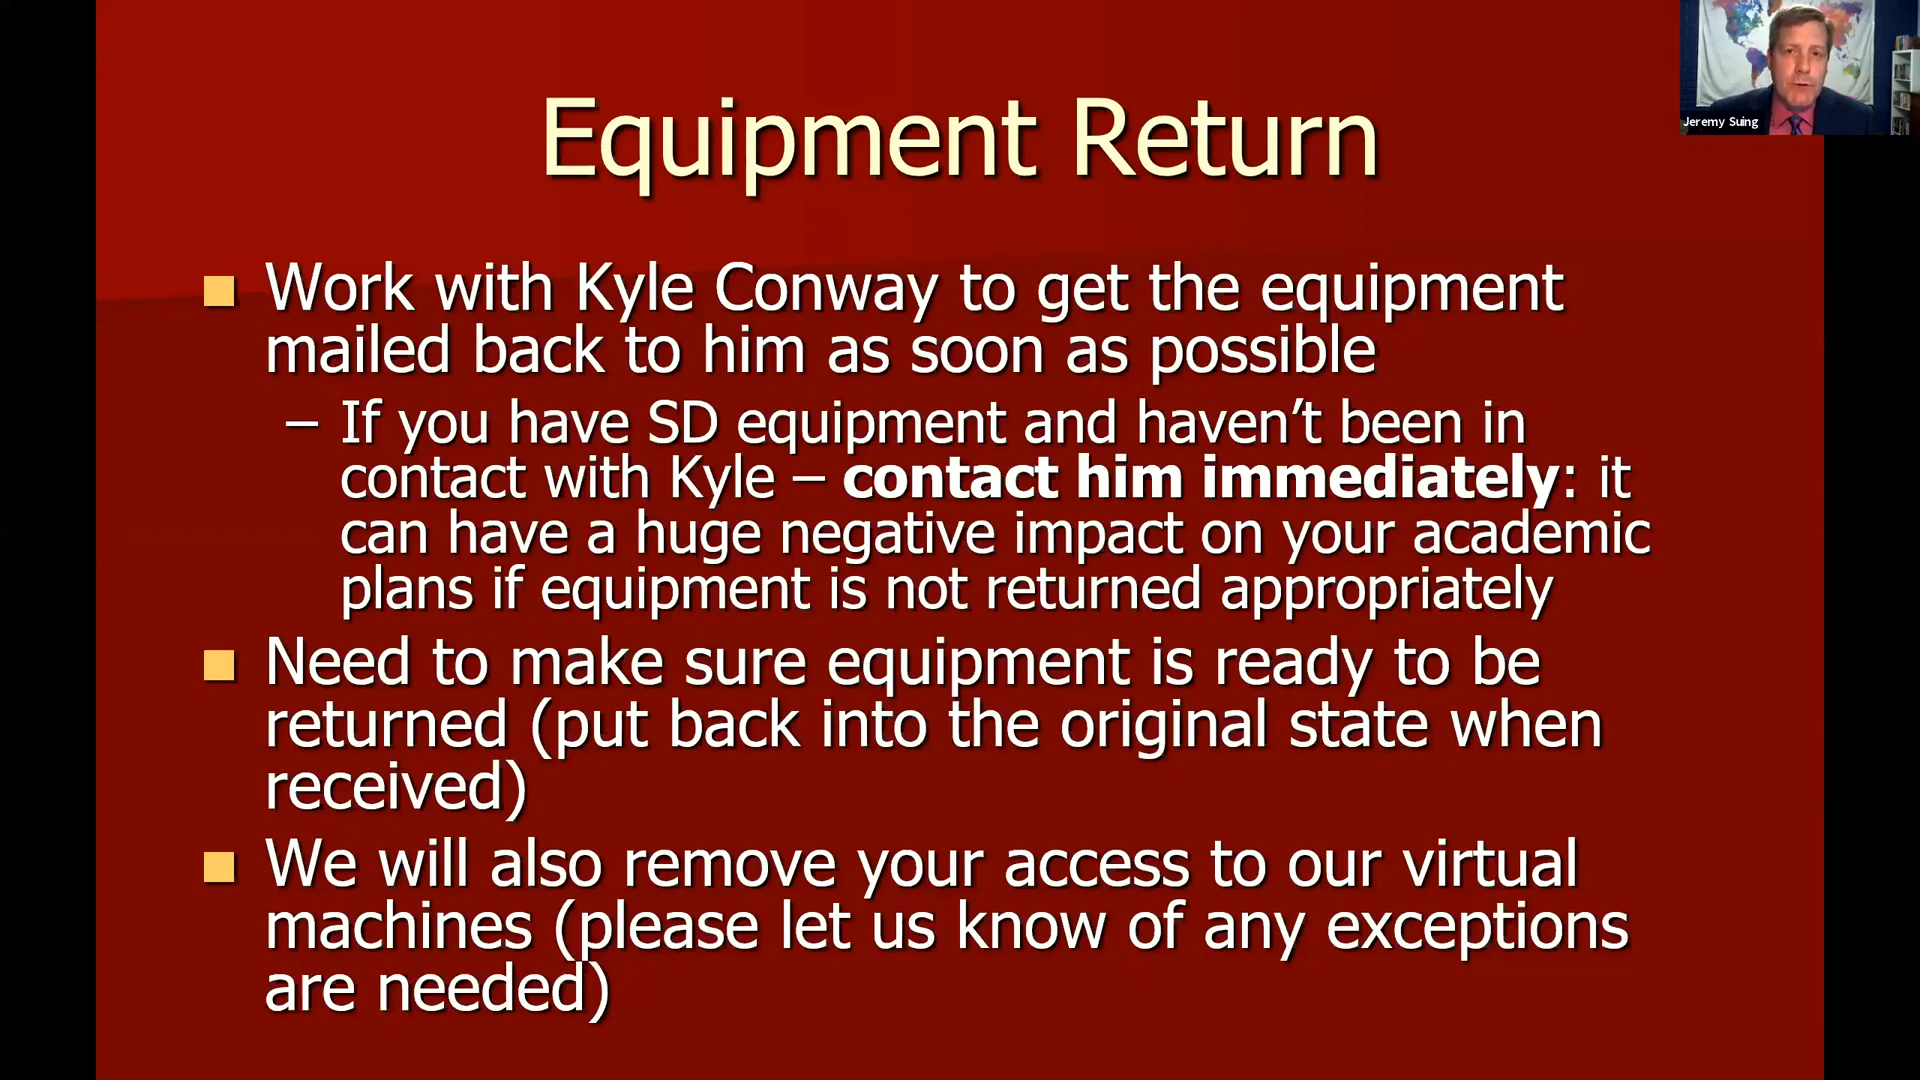 Jeremy Suing
Equipment Return
Work with Kyle Conway to get the equipment
mailed back to him as soon as possible
– If you have SD equipment and haven’t been in
contact with Kyle – contact him immediately: it
can have a huge negative impact on your academic
plans if equipment is not returned appropriately
Need to make sure equipment is ready to be
returned (put back into the original state when
received)
We will also remove your access to our virtual
machines (please let us know of any exceptions
are needed)